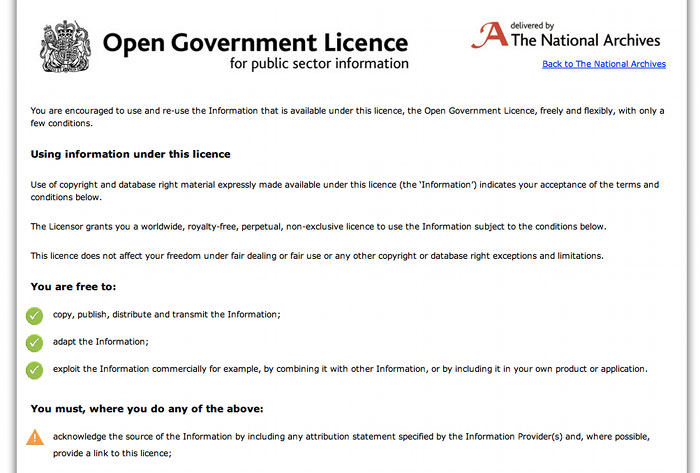 Open Government Licence
for public sector information
delivered by
The National Archives
Back to The National Archives
You are encouraged to use and re-use the Information that is available under this licence, the Open Government Licence, freely and flexibly, with only a
few conditions.
Using information under this licence
Use of copyright and database right material expressly made available under this licence (the 'Information') indicates your acceptance of the terms and
conditions below.
The Licensor grants you a worldwide, royalty-free, perpetual, non-exclusive licence to use the Information subject to the conditions below.
This licence does not affect your freedom under fair dealing or fair use or any other copyright or database right exceptions and limitations.
You are free to:
copy, publish, distribute and transmit the Information;
adapt the Information;
exploit the Information commercially for example, by combining it with other Information, or by including it in your own product or application.
You must, where you do any of the above:
acknowledge the source of the Information by including any attribution statement specified by the Information Provider(s) and, where possible,
provide a link to this licence;